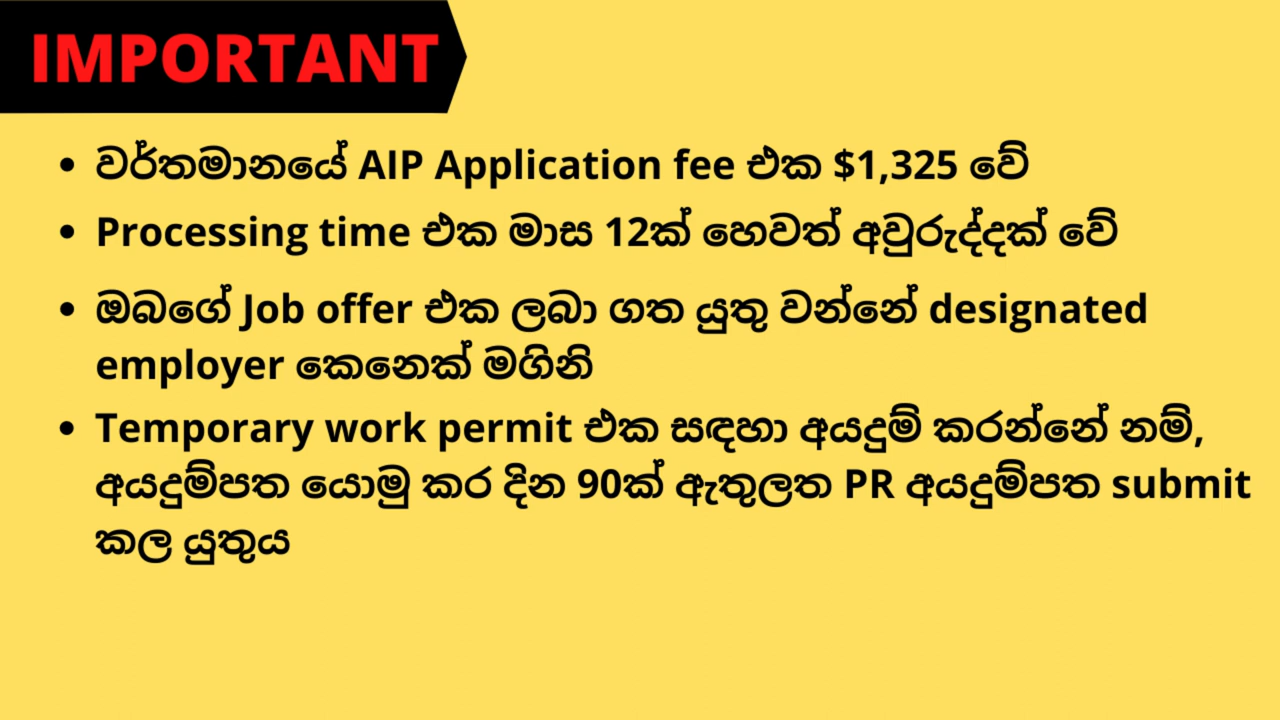 IMPORTANT
• වර්තමානයේ AIP Application fee එක $1,325 වේ
• Processing time එක මාස 12ක් හෙවත් අවුරුද්දක් වේ
• ඔබගේ Job offer එක ලබා ගත යුතු වන්නේ designated
employer කෙනෙක් මගිනි
• Temporary work permit එක සඳහා අයදුම් කරන්නේ නම්,
අයදුම්පත යොමු කර දින 90ක් ඇතුලත PR අයදුම්පත submit
කල යුතුය